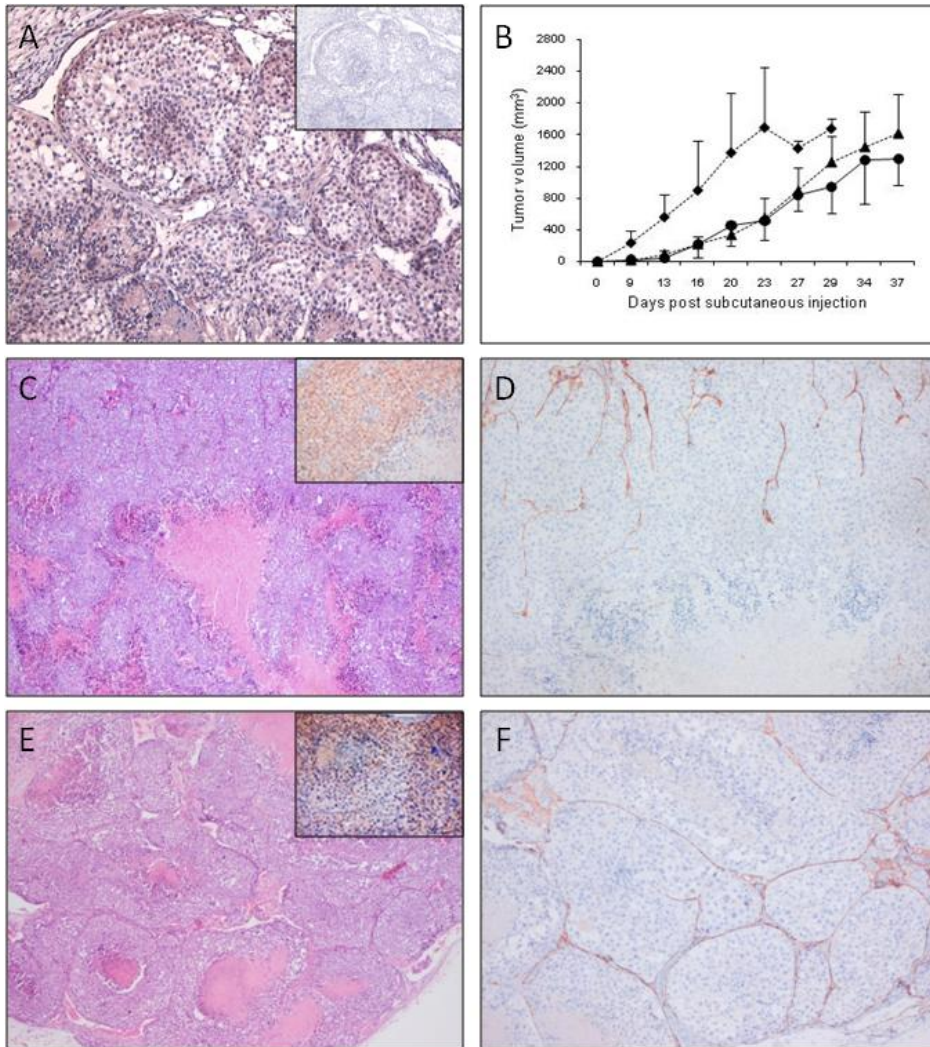 A
B
2800
2400
2000
1600
1200
800
400
0
Tumor volume (mm³)
0 9 13 16 20 23 27 29 34 37
Days post subcutaneous injection
C
D
E
F